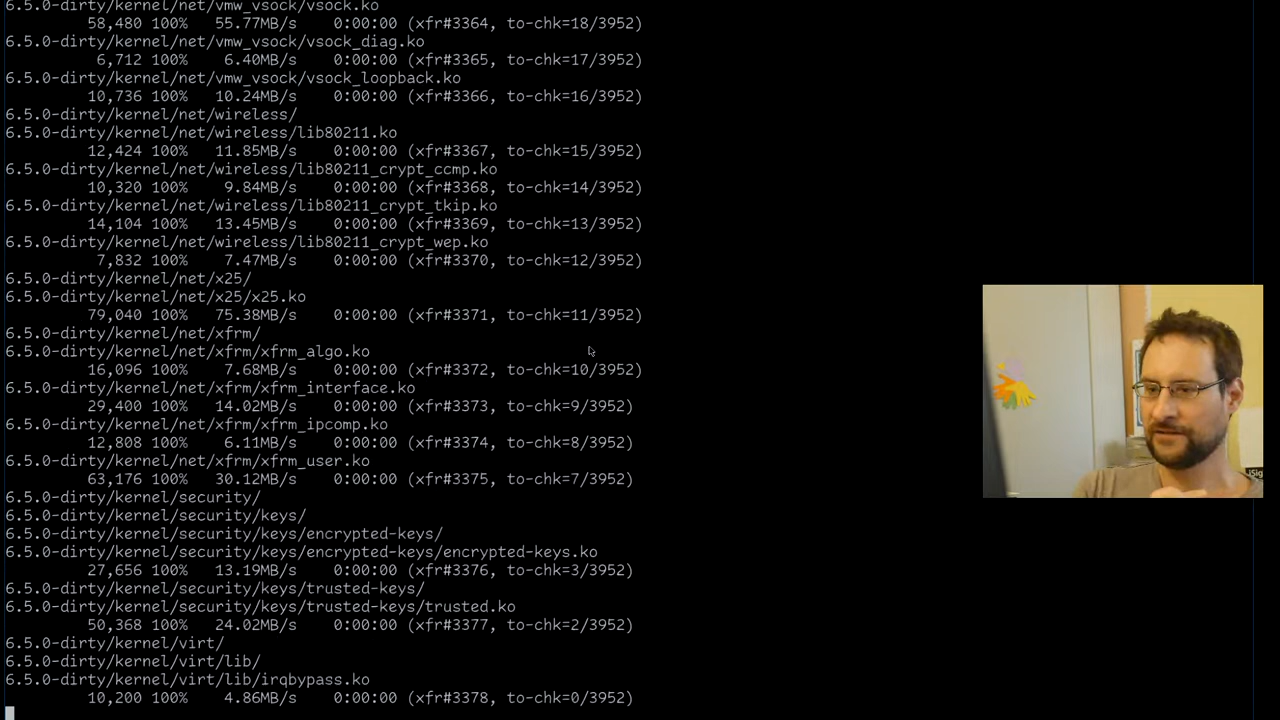 6.5.0-dirty/kernel/net/vmw_vsock/vsock.ko
58,480 100% 55.77MB/s 0:00:00 (xfr#3364, to-chk=18/3952)
6.5.0-dirty/kernel/net/vmw_vsock/vsock_diag.ko
6,712 100% 6.40MB/s 0:00:00 (xfr#3365, to-chk=17/3952)
6.5.0-dirty/kernel/net/vmw_vsock/vsock_loopback.ko
10,736 100% 10.24MB/s 0:00:00 (xfr#3366, to-chk=16/3952)
6.5.0-dirty/kernel/net/wireless/
6.5.0-dirty/kernel/net/wireless/lib80211.ko
12,424 100% 11.85MB/s 0:00:00 (xfr#3367, to-chk=15/3952)
6.5.0-dirty/kernel/net/wireless/lib80211_crypt_ccmp.ko
10,320 100% 9.84MB/s 0:00:00 (xfr#3368, to-chk=14/3952)
6.5.0-dirty/kernel/net/wireless/lib80211_crypt_tkip.ko
14,104 100% 13.45MB/s 0:00:00 (xfr#3369, to-chk=13/3952)
6.5.0-dirty/kernel/net/wireless/lib80211_crypt_wep.ko
7,832 100% 7.47MB/s 0:00:00 (xfr#3370, to-chk=12/3952)
6.5.0-dirty/kernel/net/x25/
6.5.0-dirty/kernel/net/x25/x25.ko
79,040 100% 75.38MB/s 0:00:00 (xfr#3371, to-chk=11/3952)
6.5.0-dirty/kernel/net/xfrm/
6.5.0-dirty/kernel/net/xfrm/xfrm_algo.ko
16,096 100% 7.68MB/s 0:00:00 (xfr#3372, to-chk=10/3952)
6.5.0-dirty/kernel/net/xfrm/xfrm_interface.ko
29,400 100% 14.02MB/s 0:00:00 (xfr#3373, to-chk=9/3952)
6.5.0-dirty/kernel/net/xfrm/xfrm_ipcomp.ko
12,808 100% 6.11MB/s 0:00:00 (xfr#3374, to-chk=8/3952)
6.5.0-dirty/kernel/net/xfrm/xfrm_user.ko
63,176 100% 30.12MB/s 0:00:00 (xfr#3375, to-chk=7/3952)
6.5.0-dirty/kernel/security/
6.5.0-dirty/kernel/security/keys/
6.5.0-dirty/kernel/security/keys/encrypted-keys/
6.5.0-dirty/kernel/security/keys/encrypted-keys/encrypted-keys.ko
27,656 100% 13.19MB/s 0:00:00 (xfr#3376, to-chk=3/3952)
6.5.0-dirty/kernel/security/keys/trusted-keys/
6.5.0-dirty/kernel/security/keys/trusted-keys/trusted.ko
50,368 100% 24.02MB/s 0:00:00 (xfr#3377, to-chk=2/3952)
6.5.0-dirty/kernel/virt/
6.5.0-dirty/kernel/virt/lib/
6.5.0-dirty/kernel/virt/lib/irqbypass.ko
10,200 100% 4.86MB/s 0:00:00 (xfr#3378, to-chk=0/3952)